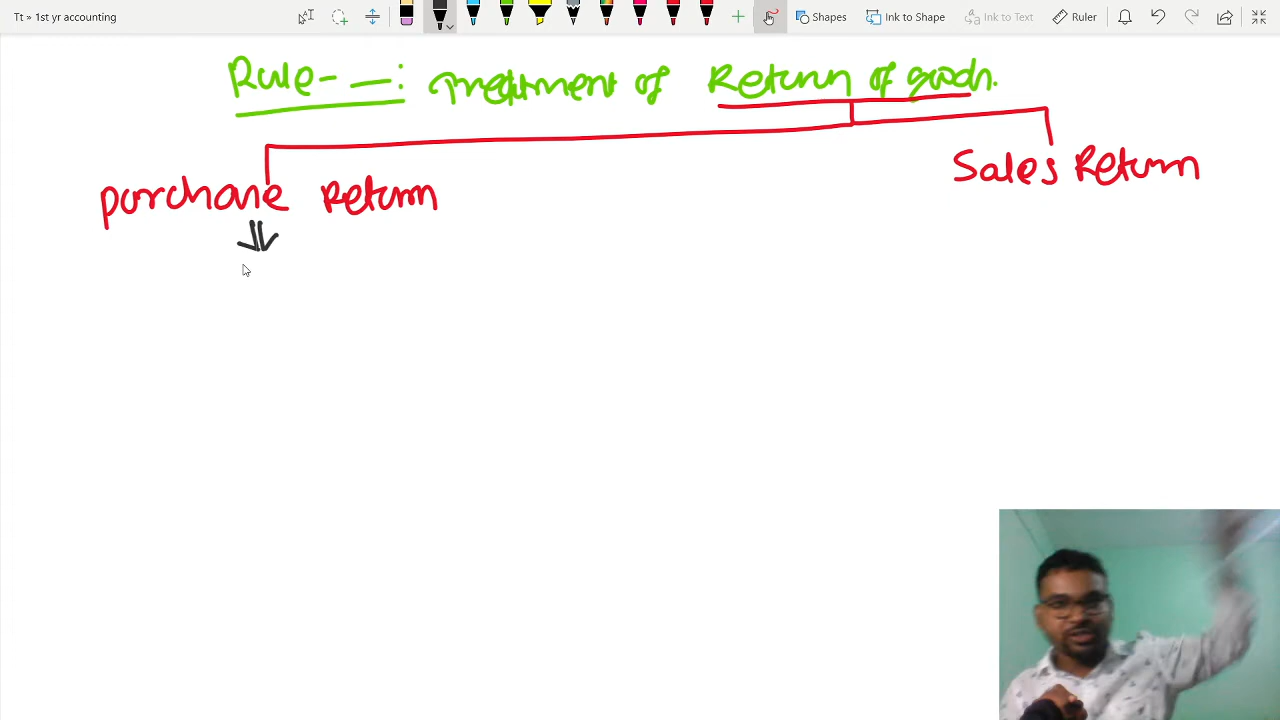 Tt » 1st yr accounting
Shapes
Ink to Shape
Ink to Text
Ruler
Rule- —: Treatment of Return of goods.
purchase Return
Sales Return